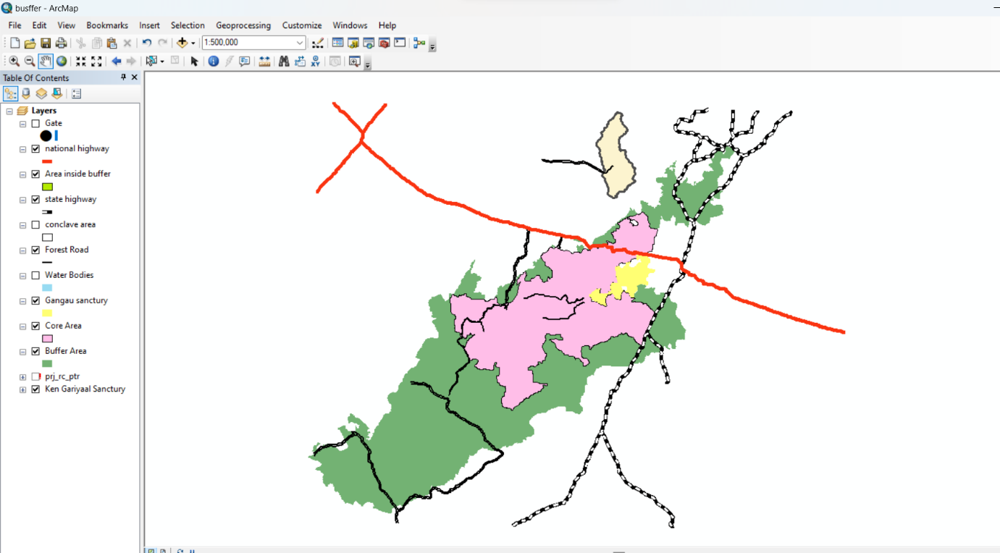 busffer - ArcMap
File Edit View Bookmarks Insert Selection Geoprocessing Customize Windows Help
1:500,000
XY
Table Of Contents
Layers
Gate
national highway
Area inside buffer
state highway
conclave area
Forest Road
Water Bodies
Gangau sanctury
Core Area
Buffer Area
prj_rc_ptr
Ken Gariyaal Sanctury